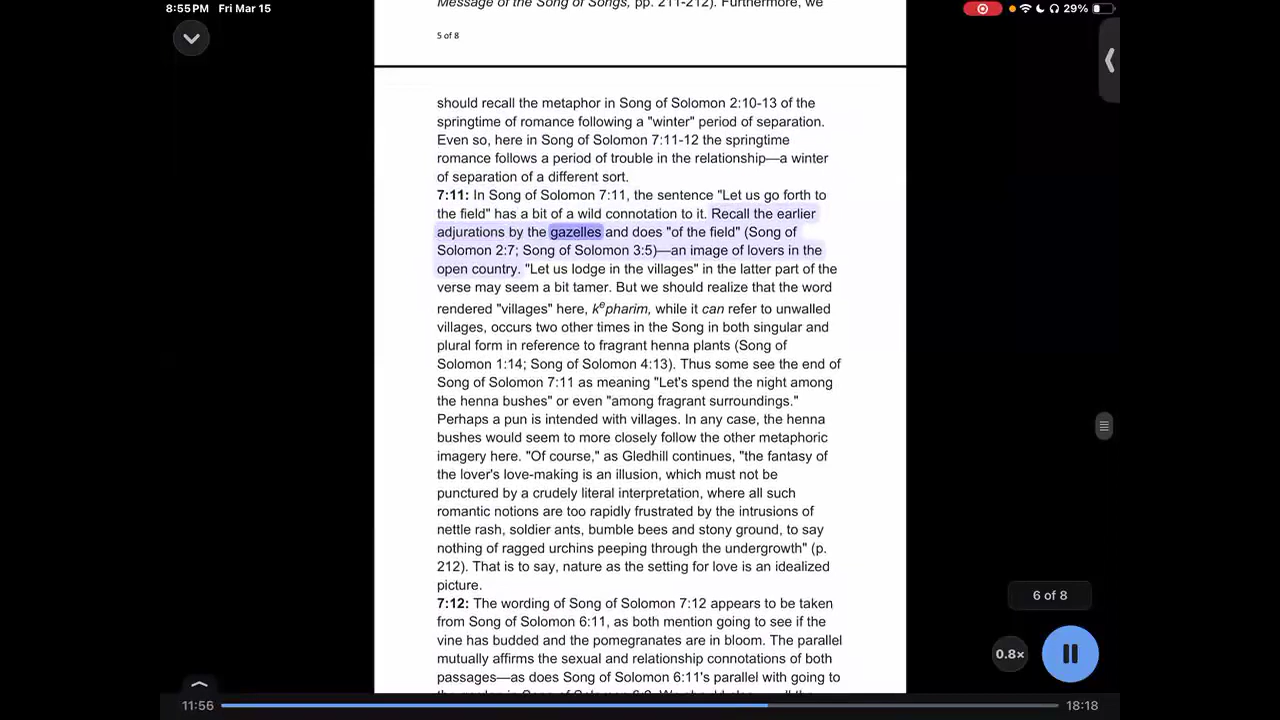 8:55 PM Fri Mar 15
29%
Message of the Song of Songs, pp. 211-212). Furthermore, we
5 of 8
should recall the metaphor in Song of Solomon 2:10-13 of the
springtime of romance following a "winter" period of separation.
Even so, here in Song of Solomon 7:11-12 the springtime
romance follows a period of trouble in the relationship—a winter
of separation of a different sort.
7:11: In Song of Solomon 7:11, the sentence "Let us go forth to
the field" has a bit of a wild connotation to it. Recall the earlier
adjurations by the gazelles and does "of the field" (Song of
Solomon 2:7; Song of Solomon 3:5)—an image of lovers in the
open country. "Let us lodge in the villages" in the latter part of the
verse may seem a bit tamer. But we should realize that the word
rendered "villages" here, kepharim, while it can refer to unwalled
villages, occurs two other times in the Song in both singular and
plural form in reference to fragrant henna plants (Song of
Solomon 1:14; Song of Solomon 4:13). Thus some see the end of
Song of Solomon 7:11 as meaning "Let's spend the night among
the henna bushes" or even "among fragrant surroundings."
Perhaps a pun is intended with villages. In any case, the henna
bushes would seem to more closely follow the other metaphoric
imagery here. "Of course," as Gledhill continues, "the fantasy of
the lover's love-making is an illusion, which must not be
punctured by a crudely literal interpretation, where all such
romantic notions are too rapidly frustrated by the intrusions of
nettle rash, soldier ants, bumble bees and stony ground, to say
nothing of ragged urchins peeping through the undergrowth" (p.
212). That is to say, nature as the setting for love is an idealized
picture.
7:12: The wording of Song of Solomon 7:12 appears to be taken
from Song of Solomon 6:11, as both mention going to see if the
vine has budded and the pomegranates are in bloom. The parallel
mutually affirms the sexual and relationship connotations of both
passages—as does Song of Solomon 6:11's parallel with going to
6 of 8
0.8×
11:56
18:18